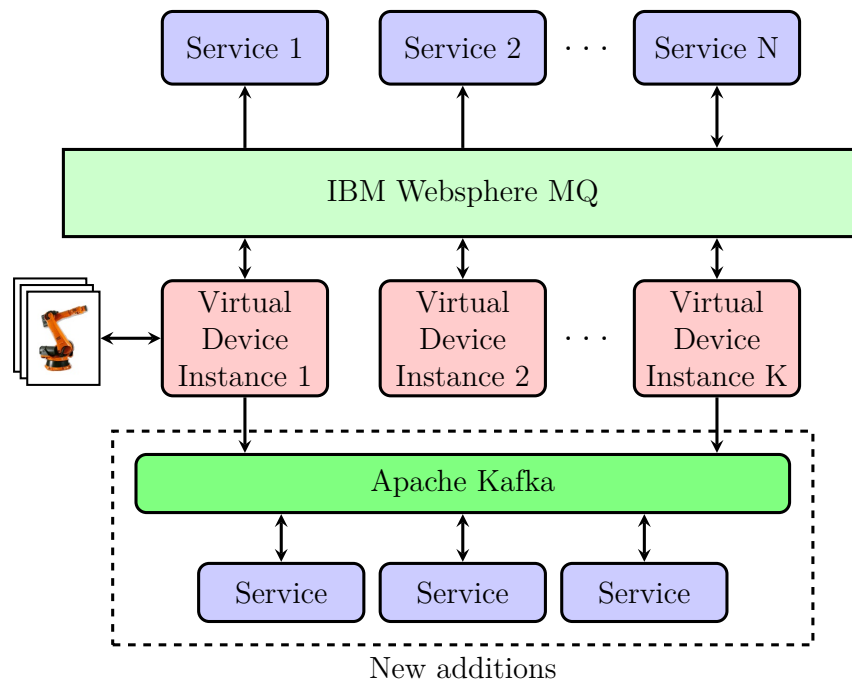 Service 1
Service 2
. . .
Service N
IBM Websphere MQ
Virtual
Device
Instance 1
Virtual
Device
Instance 2
. . .
Virtual
Device
Instance K
Apache Kafka
Service
Service
Service
New additions